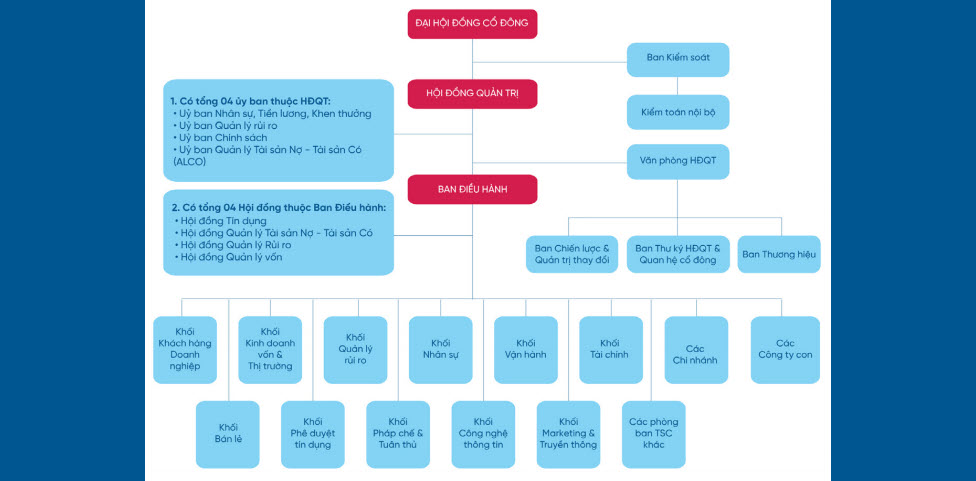 ĐẠI HỘI ĐỒNG CỔ ĐÔNG
Ban Kiểm soát
HỘI ĐỒNG QUẢN TRỊ
Kiểm toán nội bộ
1. Có tổng 04 ủy ban thuộc HĐQT:
• Uỷ ban Nhân sự, Tiền lương, Khen thưởng
• Uỷ ban Quản lý rủi ro
• Uỷ ban Chính sách
• Uỷ ban Quản lý Tài sản Nợ - Tài sản Có
(ALCO)
Văn phòng HĐQT
BAN ĐIỀU HÀNH
2. Có tổng 04 Hội đồng thuộc Ban Điều hành:
• Hội đồng Tín dụng
• Hội đồng Quản lý Tài sản Nợ - Tài sản Có
• Hội đồng Quản lý Rủi ro
• Hội đồng Quản lý vốn
Ban Chiến lược &
Quản trị thay đổi
Ban Thư ký HĐQT &
Quan hệ cổ đông
Ban Thương hiệu
Khối
Khách hàng
Doanh
nghiệp
Khối
Kinh doanh
vốn &
Thị trường
Khối
Quản lý
rủi ro
Khối
Nhân sự
Khối
Vận hành
Khối
Tài chính
Các
Chi nhánh
Các
Công ty con
Khối
Bán lẻ
Khối
Phê duyệt
tín dụng
Khối
Pháp chế &
Tuân thủ
Khối
Công nghệ
thông tin
Khối
Marketing &
Truyền thông
Các phòng
ban TSC
khác